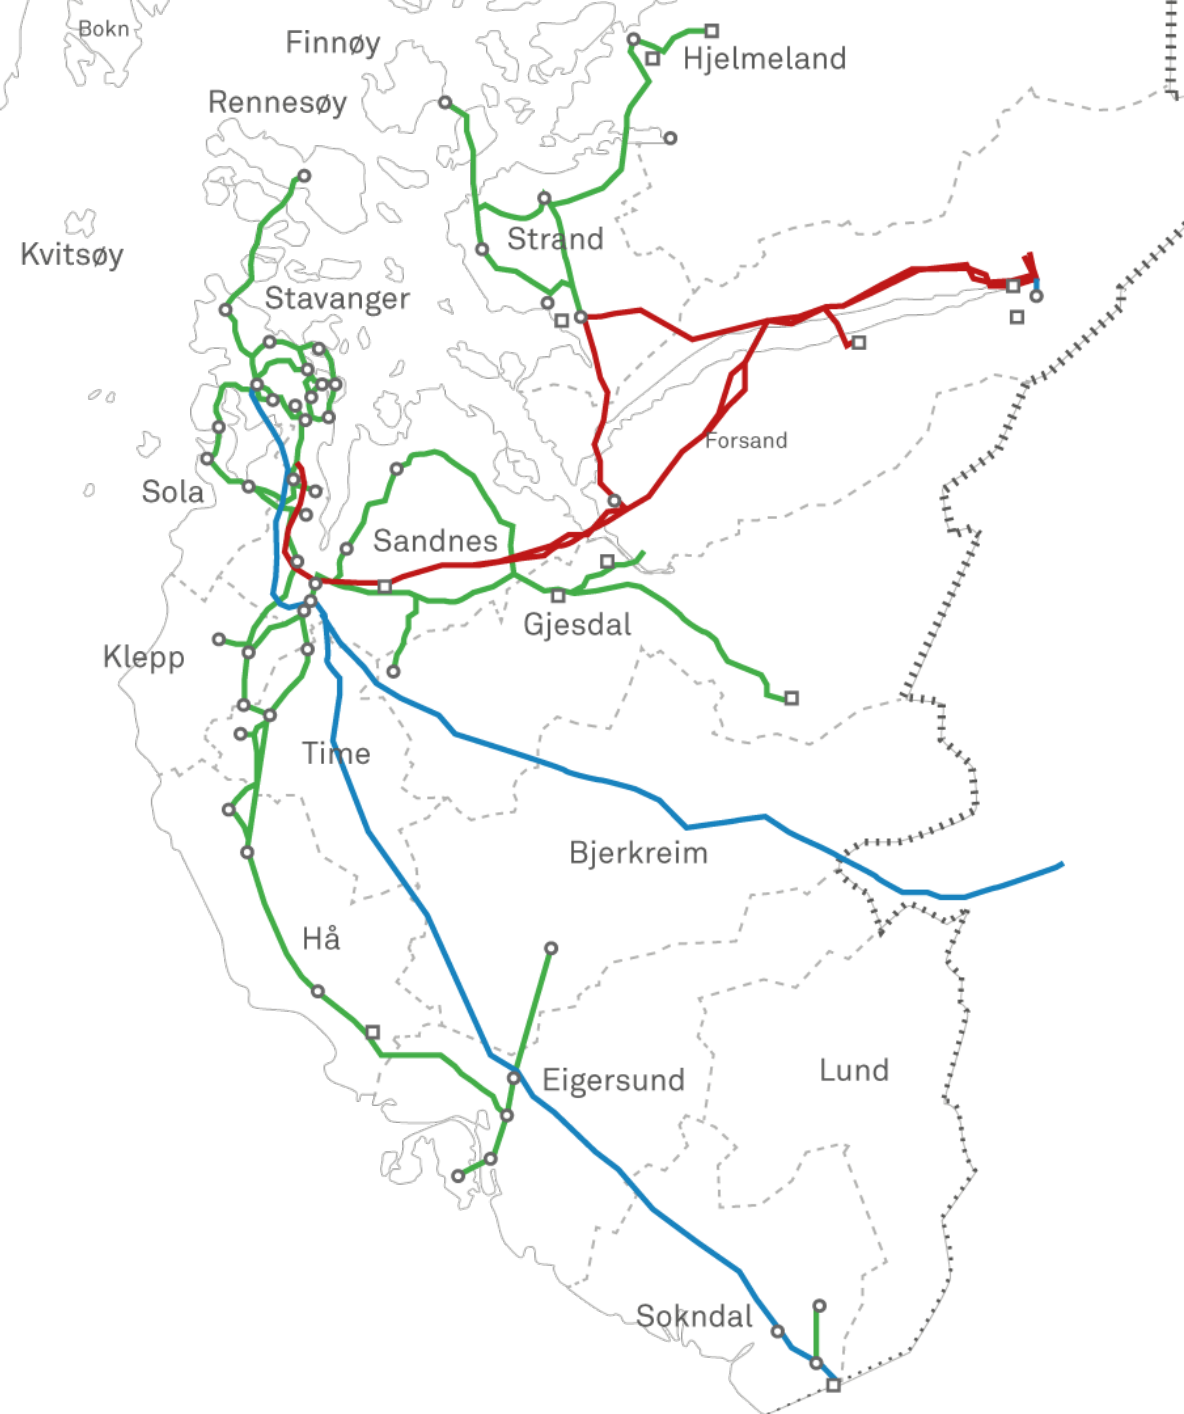 Bokn
Finnøy
Hjelmeland
Rennesøy
Strand
Kvitsøy
Stavanger
Forsand
Sola
Sandnes
Gjesdal
Klepp
Time
Bjerkreim
Hå
Lund
Eigersund
Sokndal